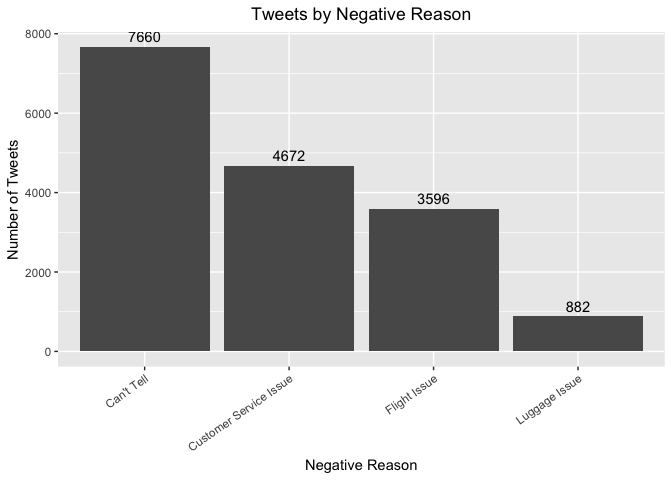 Tweets by Negative Reason
8000
6000
4000
2000
0
Number of Tweets
7660
4672
3596
882
Can't Tell
Customer Service Issue
Flight Issue
Luggage Issue
Negative Reason